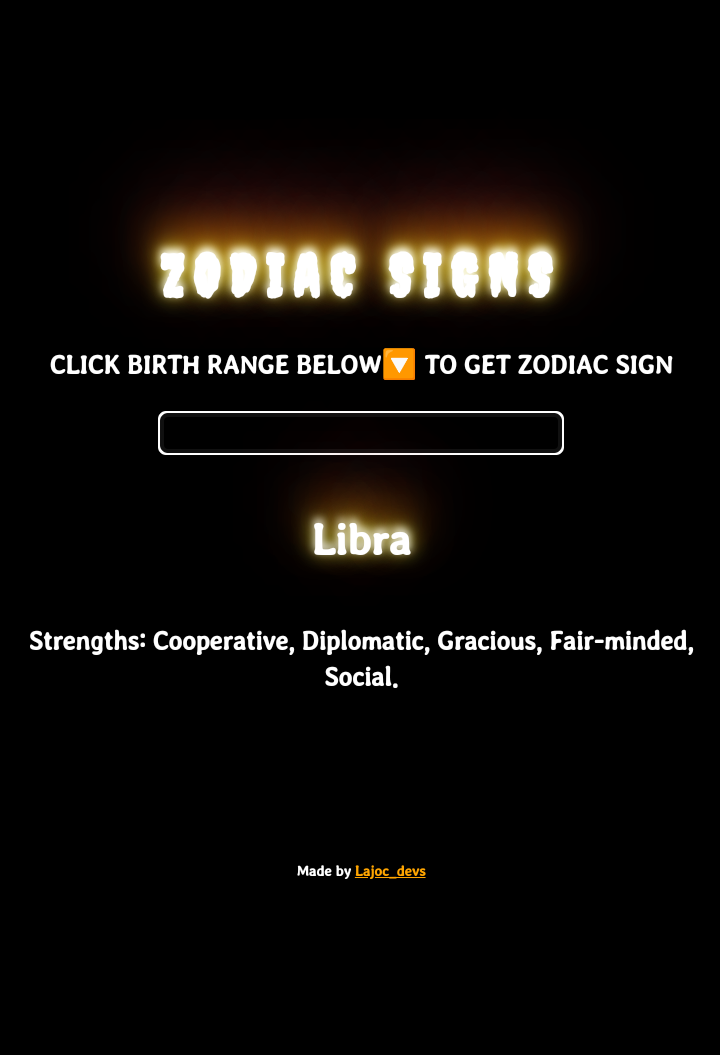 ZODIAC SIGNS
CLICK BIRTH RANGE BELOW🔽 TO GET ZODIAC SIGN
Libra
Strengths: Cooperative, Diplomatic, Gracious, Fair-minded,
Social.
Made by Lajoc_devs